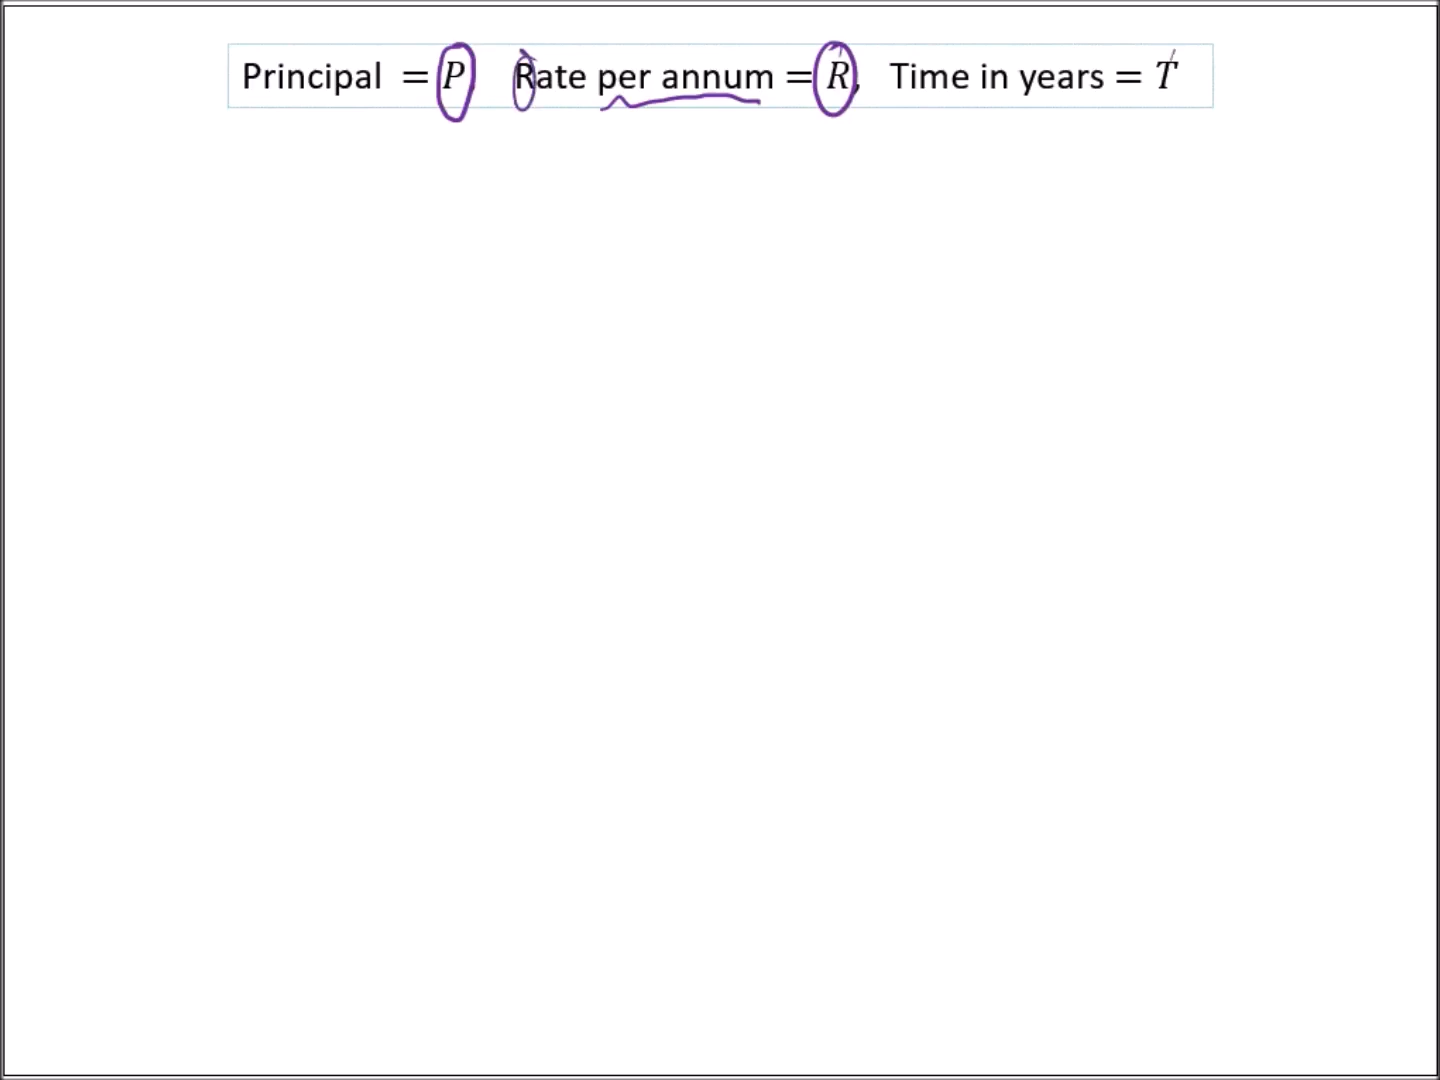 Principal = P Rate per annum = R, Time in years = T